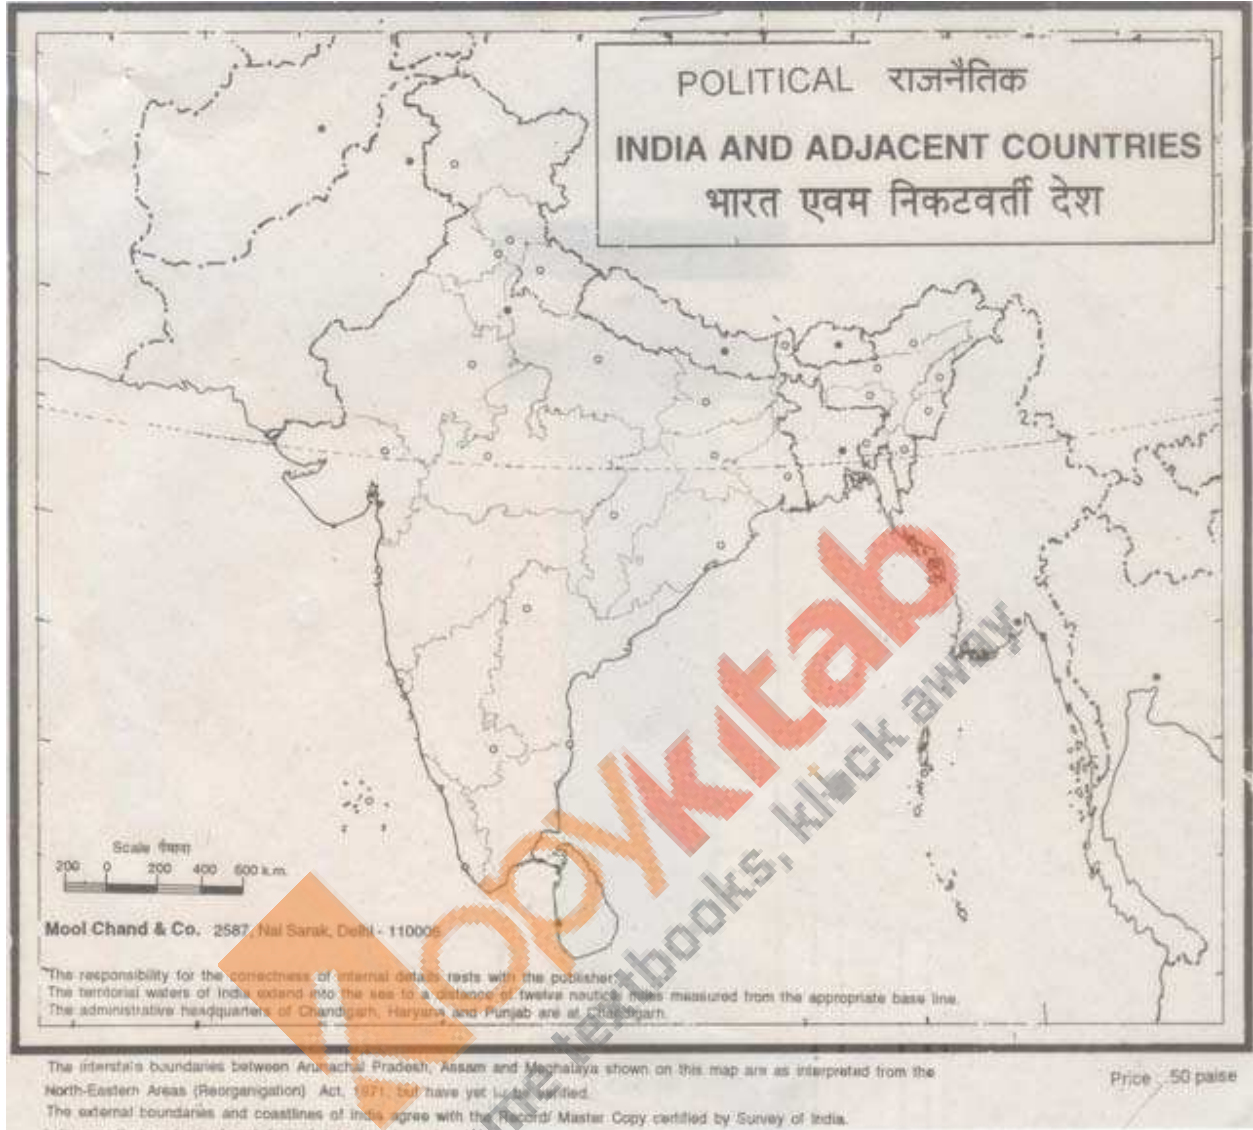 POLITICAL राजनैतिक
INDIA AND ADJACENT COUNTRIES
भारत एवम निकटवर्ती देश
Scale पैमाना
200 0 200 400 600 k.m.
Mool Chand & Co. 2587, Nai Sarak, Delhi - 110006
The responsibility for the correctness of internal details rests with the publisher.
The territorial waters of India extend into the sea to a distance of twelve nautical miles measured from the appropriate base line.
The administrative headquarters of Chandigarh, Haryana and Punjab are at Chandigarh.
The interstate boundaries between Arunachal Pradesh, Assam and Meghalaya shown on this map are as interpreted from the
North-Eastern Areas (Reorganigation) Act, 1971, but have yet verified.
The external boundaries and coastlines of India agree with the Record/ Master Copy certified by Survey of India.
Price .50 paise
kopykitab
textbooks, klick away